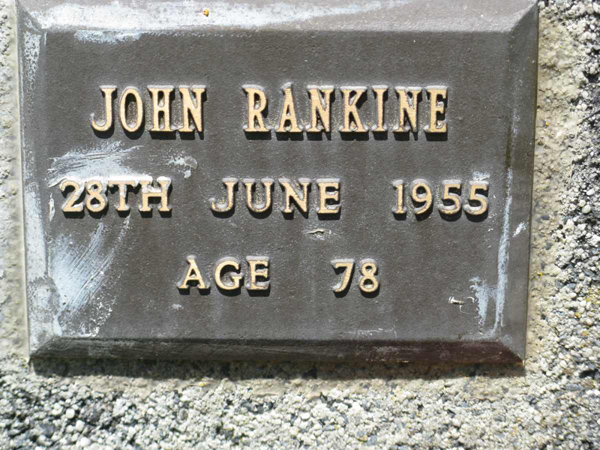 JOHN RANKINE
28TH JUNE 1955
AGE 78